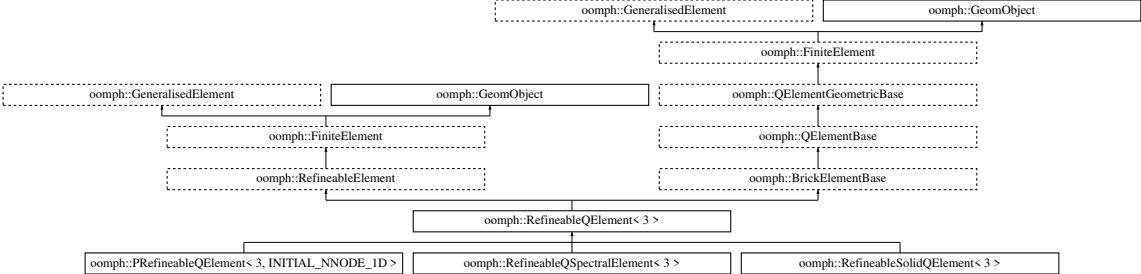 oomph::GeneralisedElement
oomph::GeomObject
oomph::FiniteElement
oomph::GeneralisedElement
oomph::GeomObject
oomph::QElementGeometricBase
oomph::FiniteElement
oomph::QElementBase
oomph::RefineableElement
oomph::BrickElementBase
oomph::RefineableQElement< 3 >
oomph::PRefineableQElement< 3, INITIAL_NNODE_1D >
oomph::RefineableQSpectralElement< 3 >
oomph::RefineableSolidQElement< 3 >